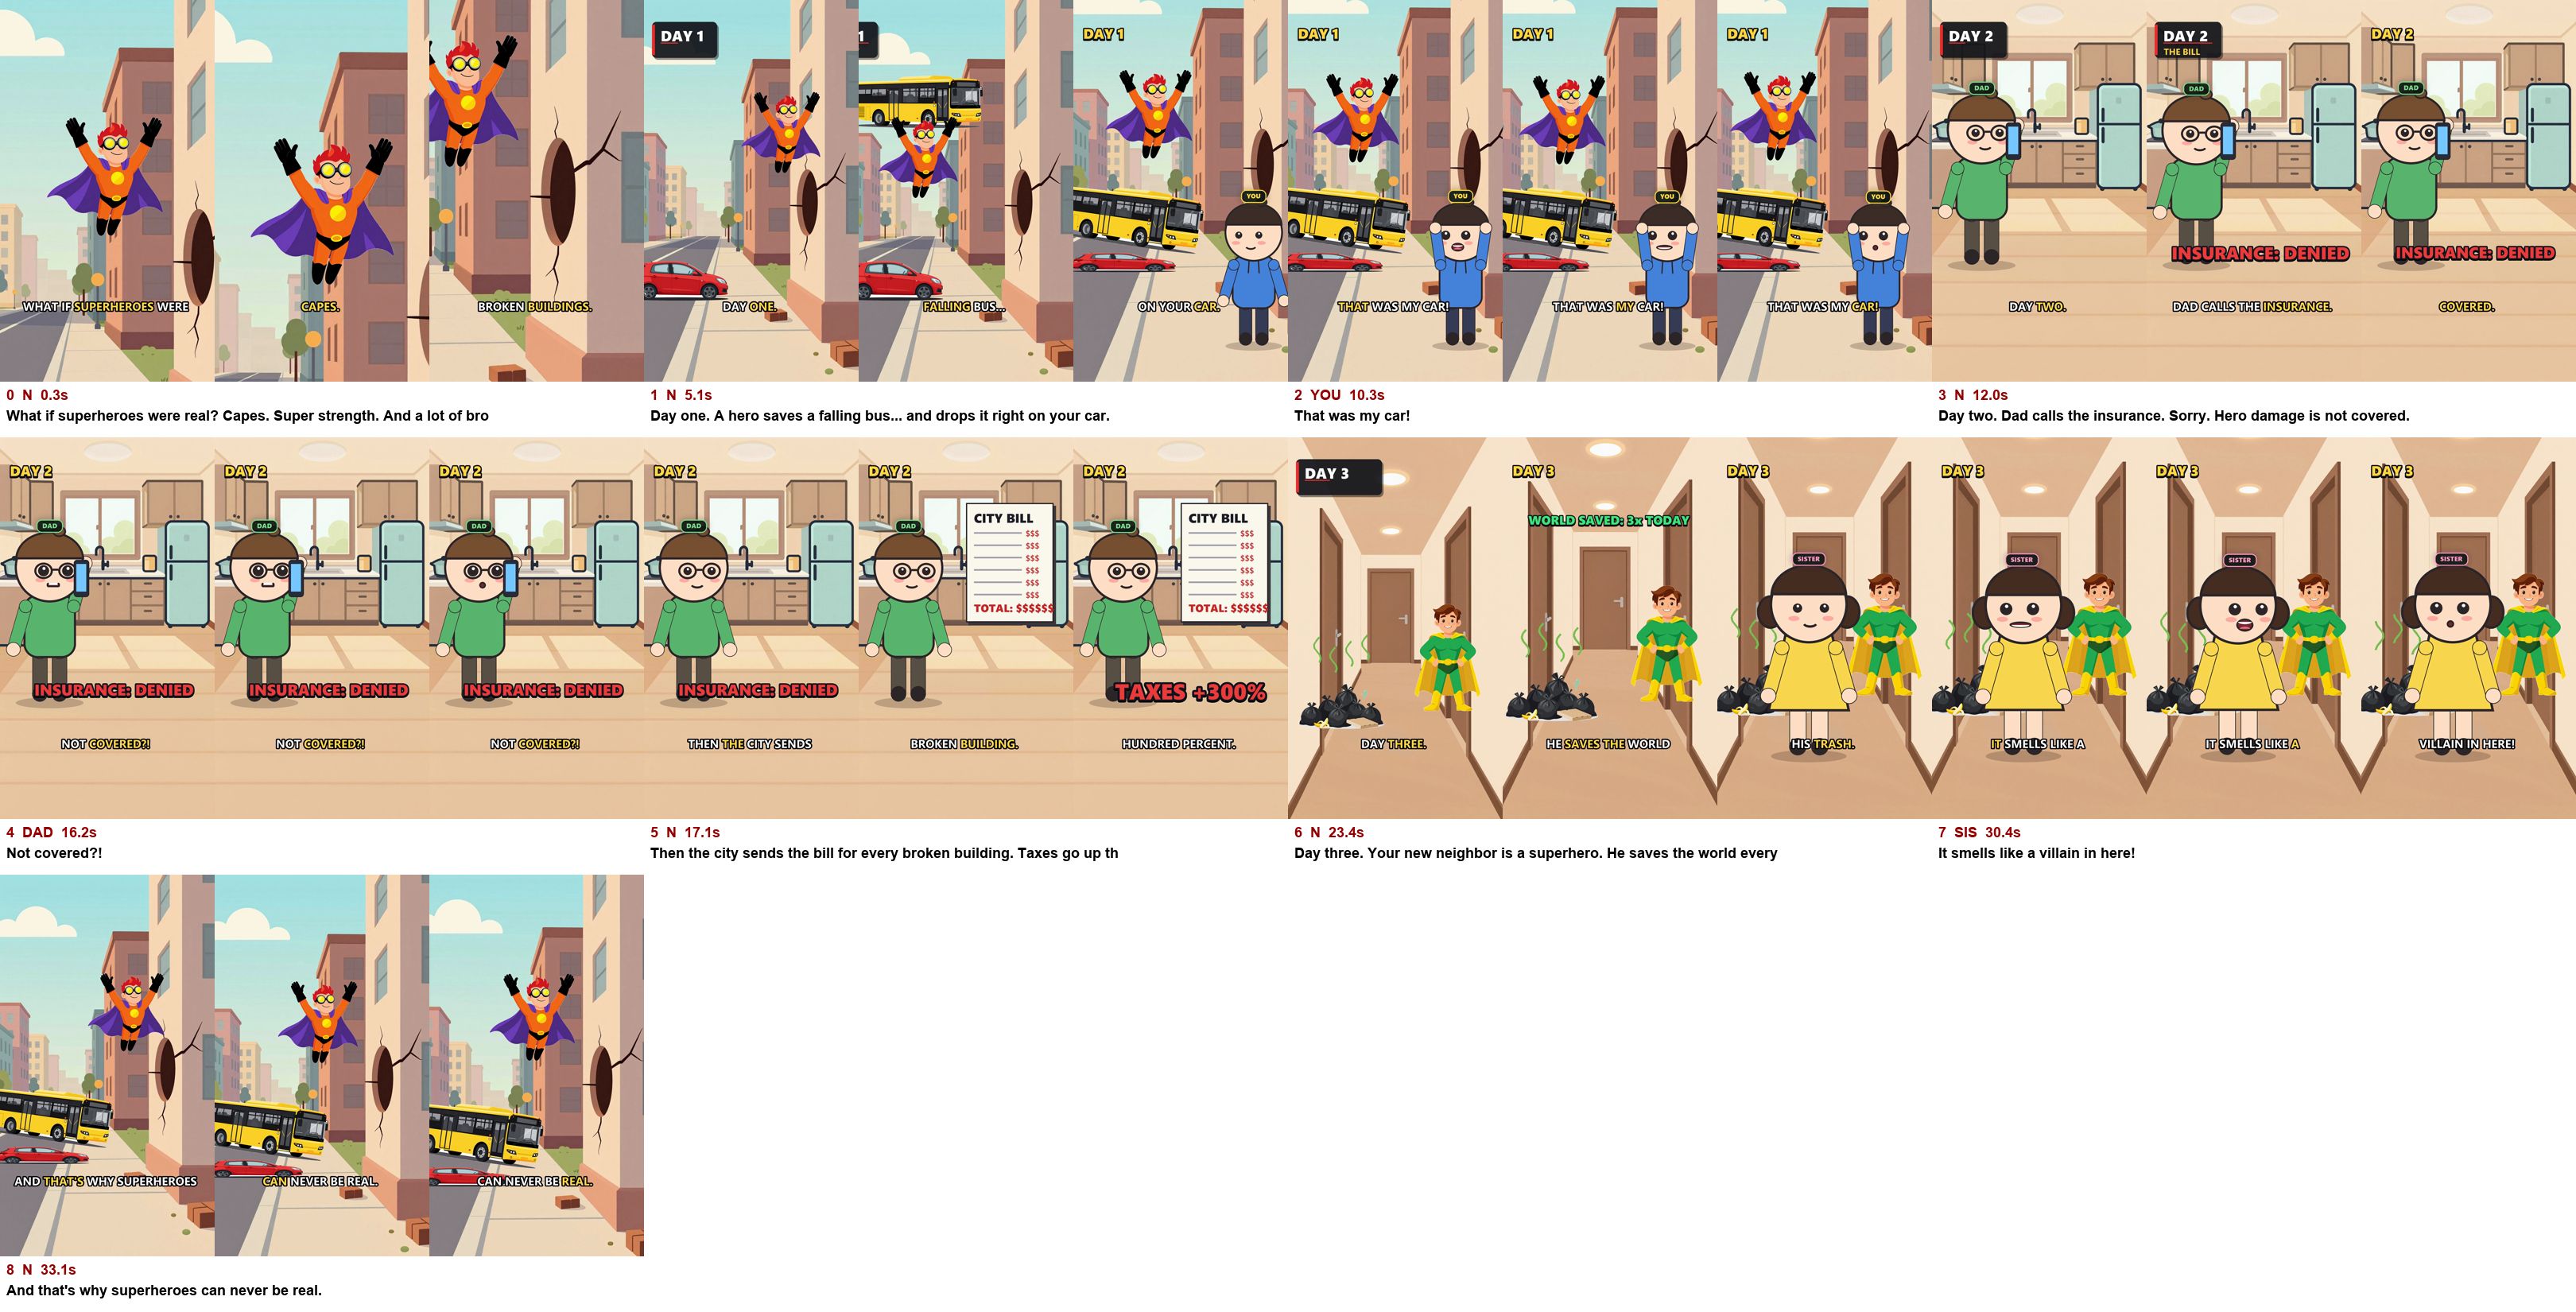 WHAT IF SUPERHEROES WERE
CAPES.
BROKEN BUILDINGS.
0 N 0.3s
What if superheroes were real? Capes. Super strength. And a lot of bro
DAY 1
DAY ONE.
1
FALLING BUS...
DAY 1
YOU
ON YOUR CAR.
1 N 5.1s
Day one. A hero saves a falling bus... and drops it right on your car.
DAY 1
YOU
THAT WAS MY CAR!
DAY 1
YOU
THAT WAS MY CAR!
DAY 1
YOU
THAT WAS MY CAR!
2 YOU 10.3s
That was my car!
DAY 2
DAD
DAY TWO.
DAY 2
THE BILL
DAD
INSURANCE: DENIED
DAD CALLS THE INSURANCE.
DAY 2
DAD
INSURANCE: DENIED
COVERED.
3 N 12.0s
Day two. Dad calls the insurance. Sorry. Hero damage is not covered.
DAY 2
DAD
INSURANCE: DENIED
NOT COVERED?!
DAY 2
DAD
INSURANCE: DENIED
NOT COVERED?!
DAY 2
DAD
INSURANCE: DENIED
NOT COVERED?!
4 DAD 16.2s
Not covered?!
DAY 2
DAD
INSURANCE: DENIED
THEN THE CITY SENDS
DAY 2
DAD
CITY BILL
$$$
$$$
$$$
$$$
$$$
$$$
TOTAL: $$$$$$
BROKEN BUILDING.
DAY 2
DAD
CITY BILL
$$$
$$$
$$$
$$$
$$$
$$$
TOTAL: $$$$$$
TAXES +300%
HUNDRED PERCENT.
5 N 17.1s
Then the city sends the bill for every broken building. Taxes go up th
DAY 3
DAY THREE.
DAY 3
WORLD SAVED: 3x TODAY
HE SAVES THE WORLD
DAY 3
SISTER
HIS TRASH.
6 N 23.4s
Day three. Your new neighbor is a superhero. He saves the world every
DAY 3
SISTER
IT SMELLS LIKE A
DAY 3
SISTER
IT SMELLS LIKE A
DAY 3
SISTER
VILLAIN IN HERE!
7 SIS 30.4s
It smells like a villain in here!
AND THAT'S WHY SUPERHEROES
CAN NEVER BE REAL.
CAN NEVER BE REAL.
8 N 33.1s
And that's why superheroes can never be real.